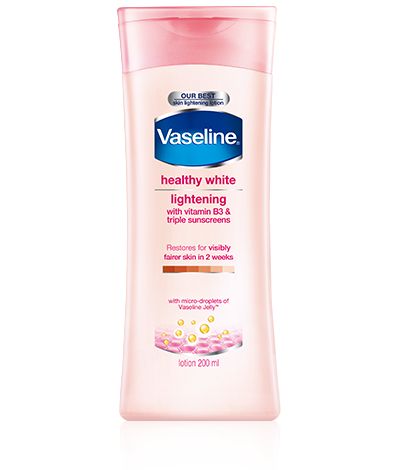 OUR BEST
skin lightening lotion
Vaseline®
healthy white
lightening
with vitamin B3 &
triple sunscreens
Restores for visibly
fairer skin in 2 weeks
with micro-droplets of
Vaseline Jelly™
lotion 200 ml